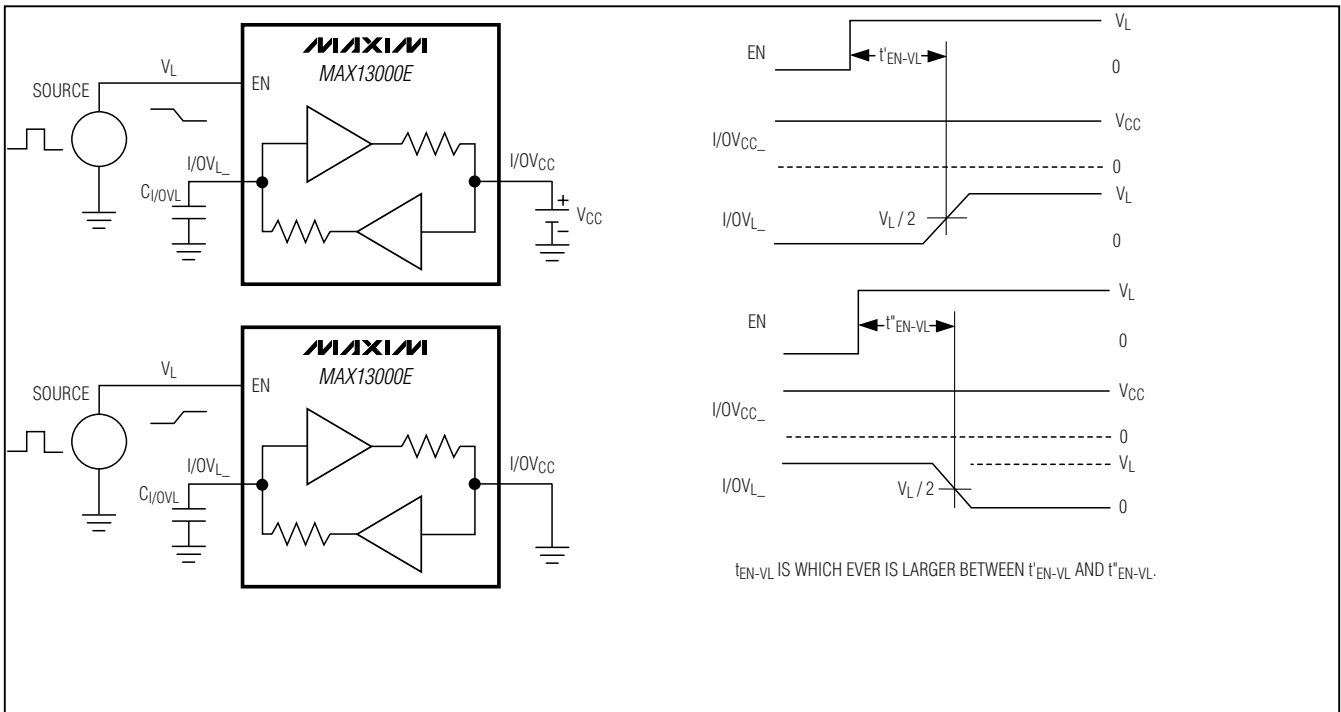 MAXIM
MAX13000E
SOURCE
VL
EN
I/OVL_
CI/OVL
I/OVCC
+
VCC
−
EN
VL
t'EN-VL
0
I/OVCC_
VCC
0
I/OVL_
VL / 2
VL
0
MAXIM
MAX13000E
SOURCE
VL
EN
I/OVL_
CI/OVL
I/OVCC
EN
VL
t"EN-VL
0
I/OVCC_
VCC
0
I/OVL_
VL / 2
VL
0
tEN-VL IS WHICH EVER IS LARGER BETWEEN t'EN-VL AND t"EN-VL.